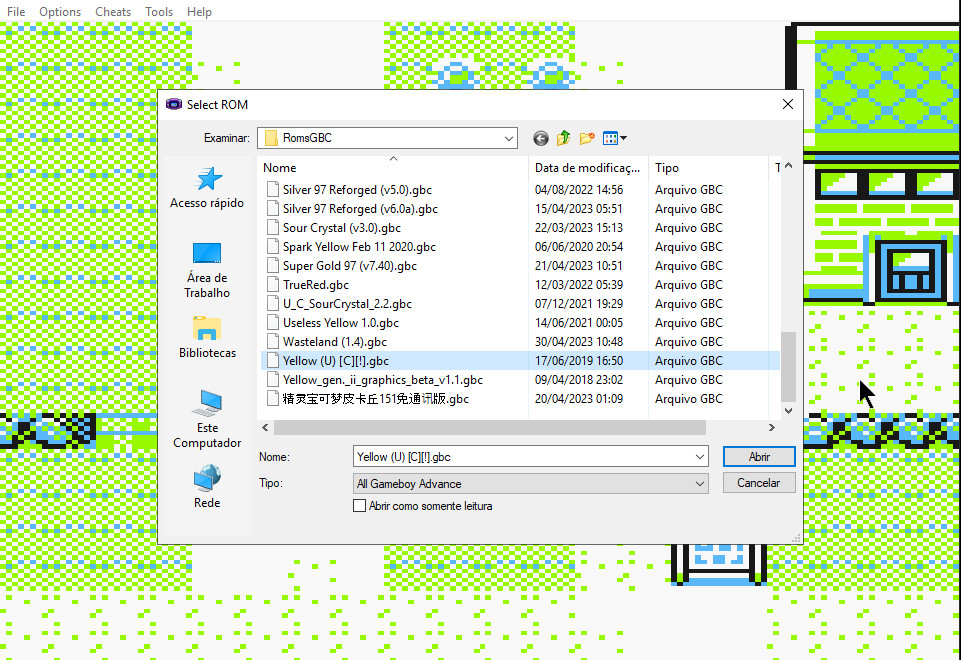 File Options Cheats Tools Help
Select ROM
Examinar: RomsGBC
Acesso rápido
Área de
Trabalho
Bibliotecas
Este
Computador
Rede
Nome Data de modificaç... Tipo T
Silver 97 Reforged (v5.0).gbc 04/08/2022 14:56 Arquivo GBC
Silver 97 Reforged (v6.0a).gbc 15/04/2023 05:51 Arquivo GBC
Sour Crystal (v3.0).gbc 22/03/2023 15:13 Arquivo GBC
Spark Yellow Feb 11 2020.gbc 06/06/2020 20:54 Arquivo GBC
Super Gold 97 (v7.40).gbc 21/04/2023 10:51 Arquivo GBC
TrueRed.gbc 12/03/2022 05:39 Arquivo GBC
U_C_SourCrystal_2.2.gbc 07/12/2021 19:29 Arquivo GBC
Useless Yellow 1.0.gbc 14/06/2021 00:05 Arquivo GBC
Wasteland (1.4).gbc 30/04/2023 10:48 Arquivo GBC
Yellow (U) [C][!].gbc 17/06/2019 16:50 Arquivo GBC
Yellow_gen._ii_graphics_beta_v1.1.gbc 09/04/2018 23:02 Arquivo GBC
精灵宝可梦皮卡丘151免通讯版.gbc 20/04/2023 01:09 Arquivo GBC
Nome: Yellow (U) [C][!].gbc Abrir
Tipo: All Gameboy Advance Cancelar
Abrir como somente leitura